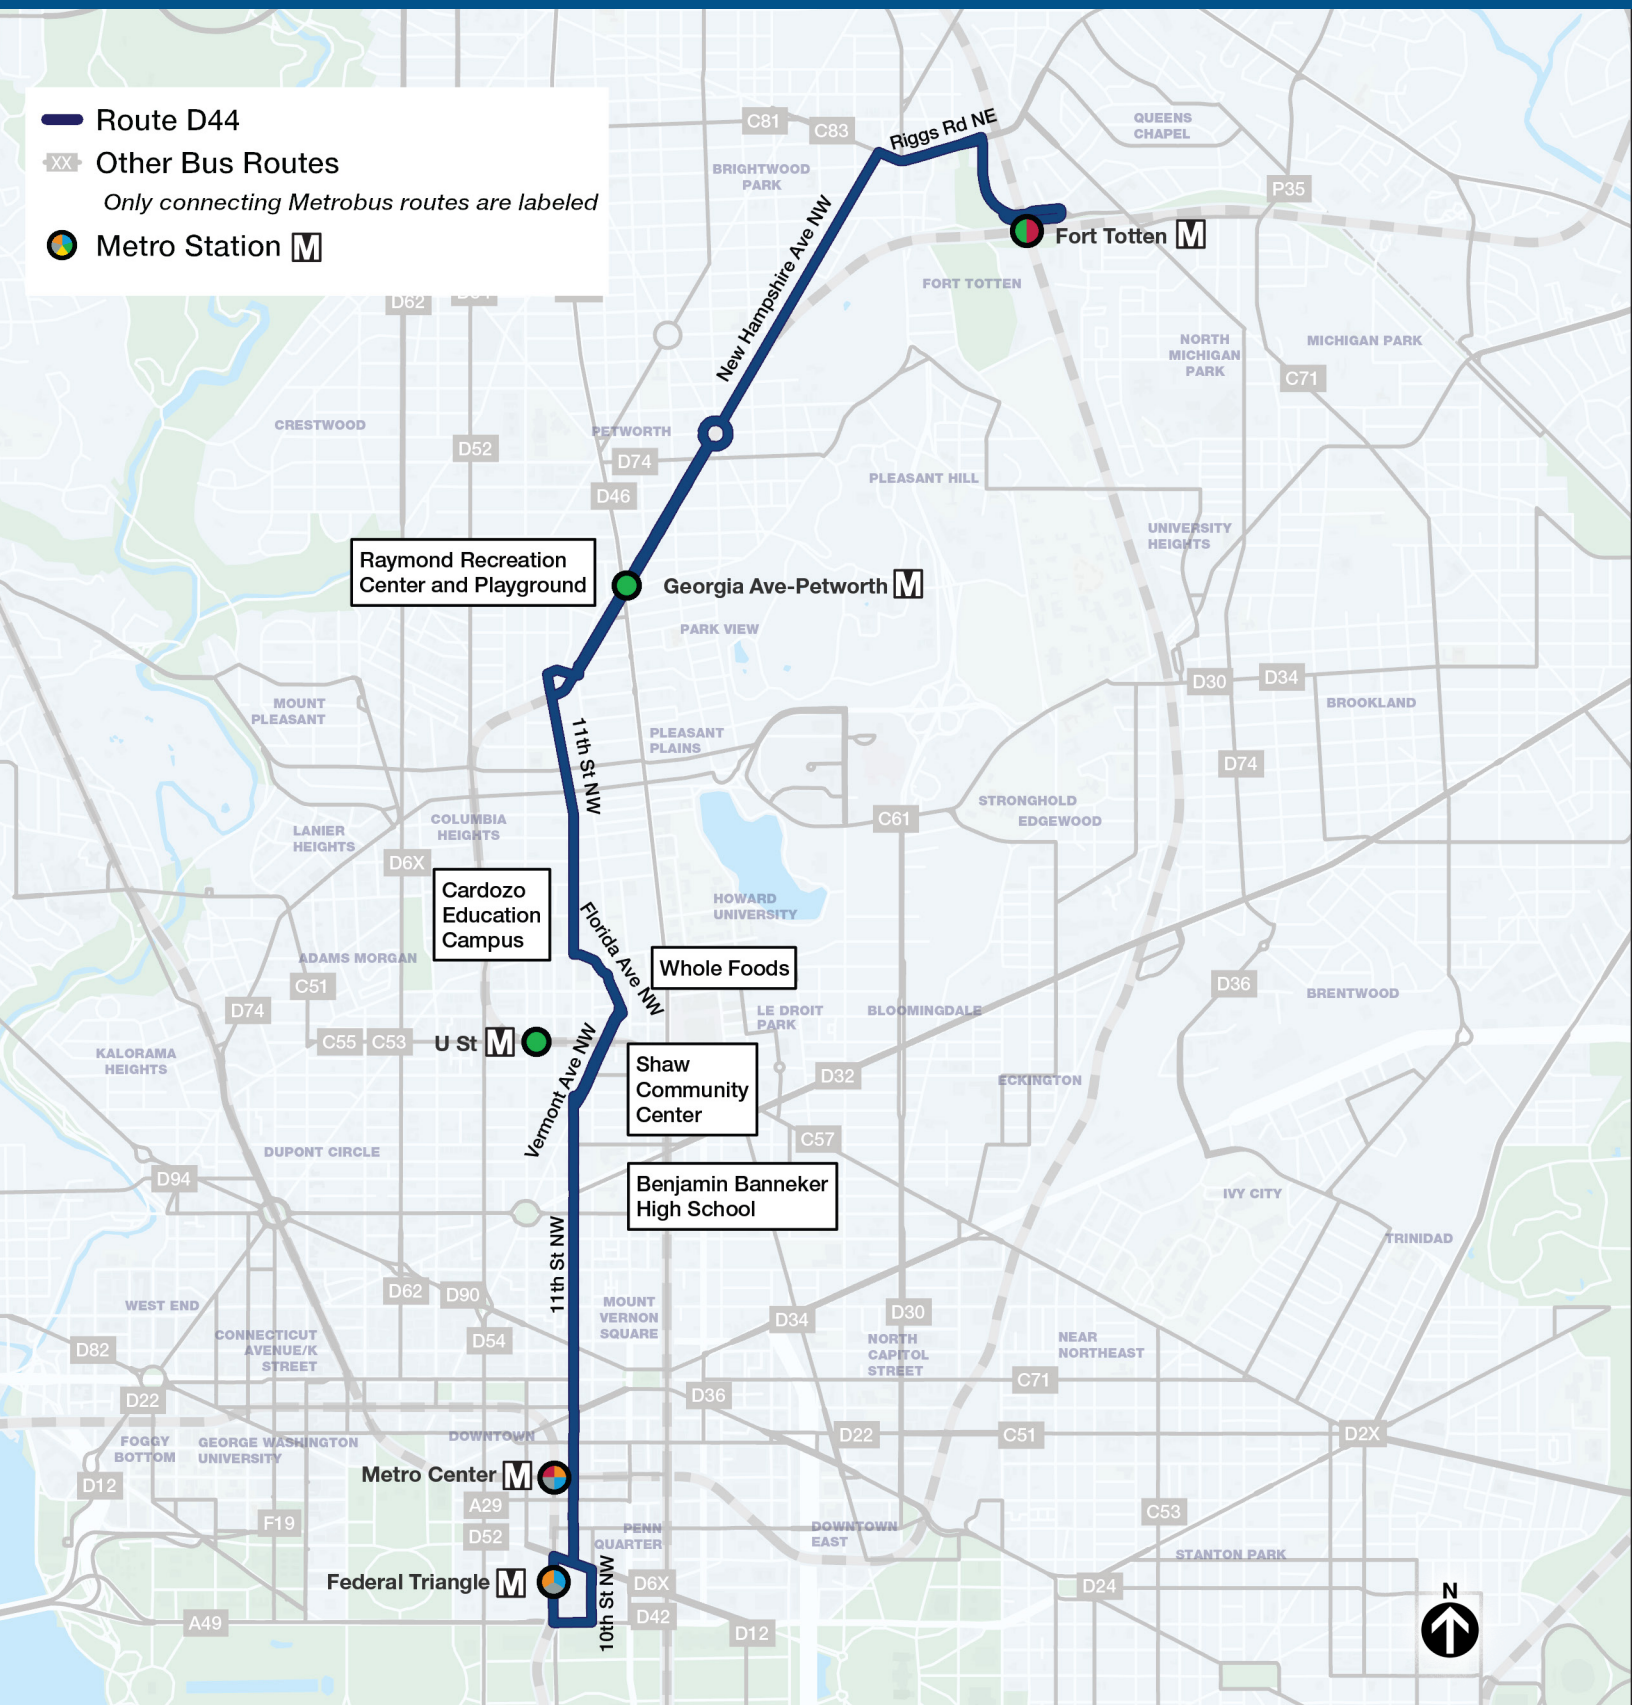 Route D44
XX
Other Bus Routes
Only connecting Metrobus routes are labeled
Metro Station M
C81
C83
Riggs Rd NE
QUEENS
CHAPEL
BRIGHTWOOD
PARK
P35
New Hampshire Ave NW
Fort Totten M
FORT TOTTEN
D62
NORTH
MICHIGAN
PARK
MICHIGAN PARK
C71
CRESTWOOD
PETWORTH
D52
D74
D46
PLEASANT HILL
UNIVERSITY
HEIGHTS
Raymond Recreation
Center and Playground
Georgia Ave-Petworth M
PARK VIEW
D30
D34
BROOKLAND
MOUNT
PLEASANT
11th St NW
PLEASANT
PLAINS
D74
STRONGHOLD
EDGEWOOD
C61
LANIER
HEIGHTS
COLUMBIA
HEIGHTS
D6X
Cardozo
Education
Campus
HOWARD
UNIVERSITY
Florida Ave NW
Whole Foods
ADAMS MORGAN
C51
D74
D36
BRENTWOOD
LE DROIT
PARK
BLOOMINGDALE
C55
C53
U St M
KALORAMA
HEIGHTS
Vermont Ave NW
Shaw
Community
Center
D32
ECKINGTON
C57
DUPONT CIRCLE
D94
Benjamin Banneker
High School
IVY CITY
TRINIDAD
11th St NW
D62
D90
WEST END
MOUNT
VERNON
SQUARE
D34
D30
D54
CONNECTICUT
AVENUE/K
STREET
D82
NORTH
CAPITOL
STREET
NEAR
NORTHEAST
C71
D22
D36
FOGGY
BOTTOM
GEORGE WASHINGTON
UNIVERSITY
DOWNTOWN
D22
C51
D2X
Metro Center M
D12
A29
C53
F19
D52
PENN
QUARTER
DOWNTOWN
EAST
STANTON PARK
Federal Triangle M
10th St NW
D6X
D24
N
A49
D42
D12